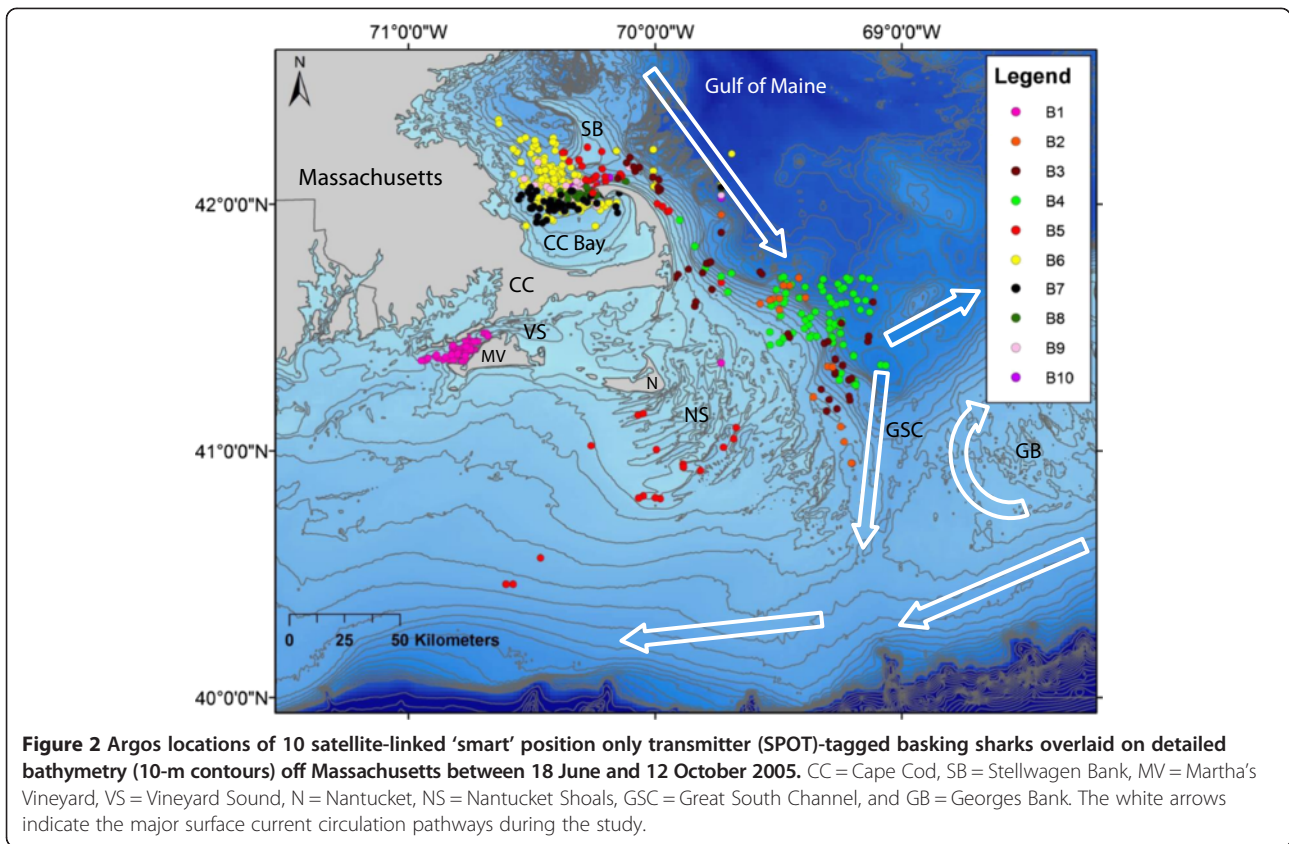 71°0'0"W 70°0'0"W 69°0'0"W
N
Gulf of Maine
Legend
B1
B2
B3
B4
B5
B6
B7
B8
B9
B10
SB
Massachusetts
42°0'0"N
CC Bay
CC
VS
MV
N
NS
GSC
GB
41°0'0"N
0 25 50 Kilometers
40°0'0"N
Figure 2 Argos locations of 10 satellite-linked ‘smart’ position only transmitter (SPOT)-tagged basking sharks overlaid on detailed
bathymetry (10-m contours) off Massachusetts between 18 June and 12 October 2005. CC = Cape Cod, SB = Stellwagen Bank, MV = Martha’s
Vineyard, VS = Vineyard Sound, N = Nantucket, NS = Nantucket Shoals, GSC = Great South Channel, and GB = Georges Bank. The white arrows
indicate the major surface current circulation pathways during the study.